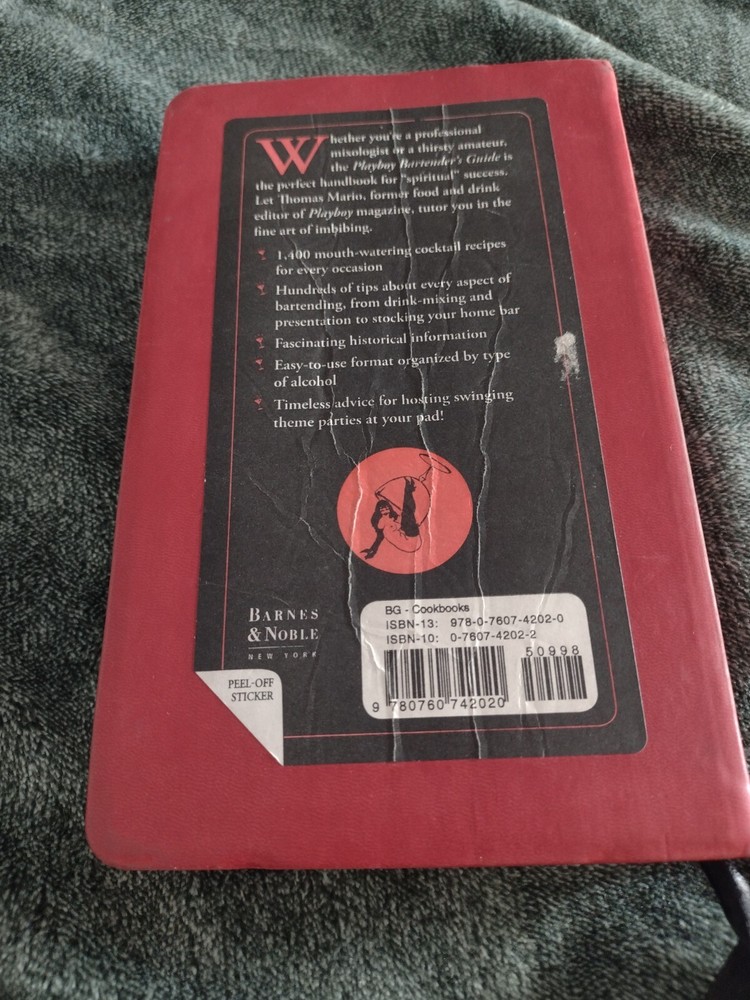 Whether you're a professional
mixologist or a thirsty amateur,
the Playboy Bartender's Guide is
the perfect handbook for "spiritual" success.
Let Thomas Mario, former food and drink
editor of Playboy magazine, tutor you in the
fine art of imbibing.
1,400 mouth-watering cocktail recipes
for every occasion
Hundreds of tips about every aspect of
bartending, from drink-mixing and
presentation to stocking your home bar
Fascinating historical information
Easy-to-use format organized by type
of alcohol
Timeless advice for hosting swinging
theme parties at your pad!
BARNES
& NOBLE
NEW YORK
PEEL-OFF
STICKER
BG - Cookbooks
ISBN-13: 978-0-7607-4202-0
ISBN-10: 0-7607-4202-2
50998
9 780760 742020